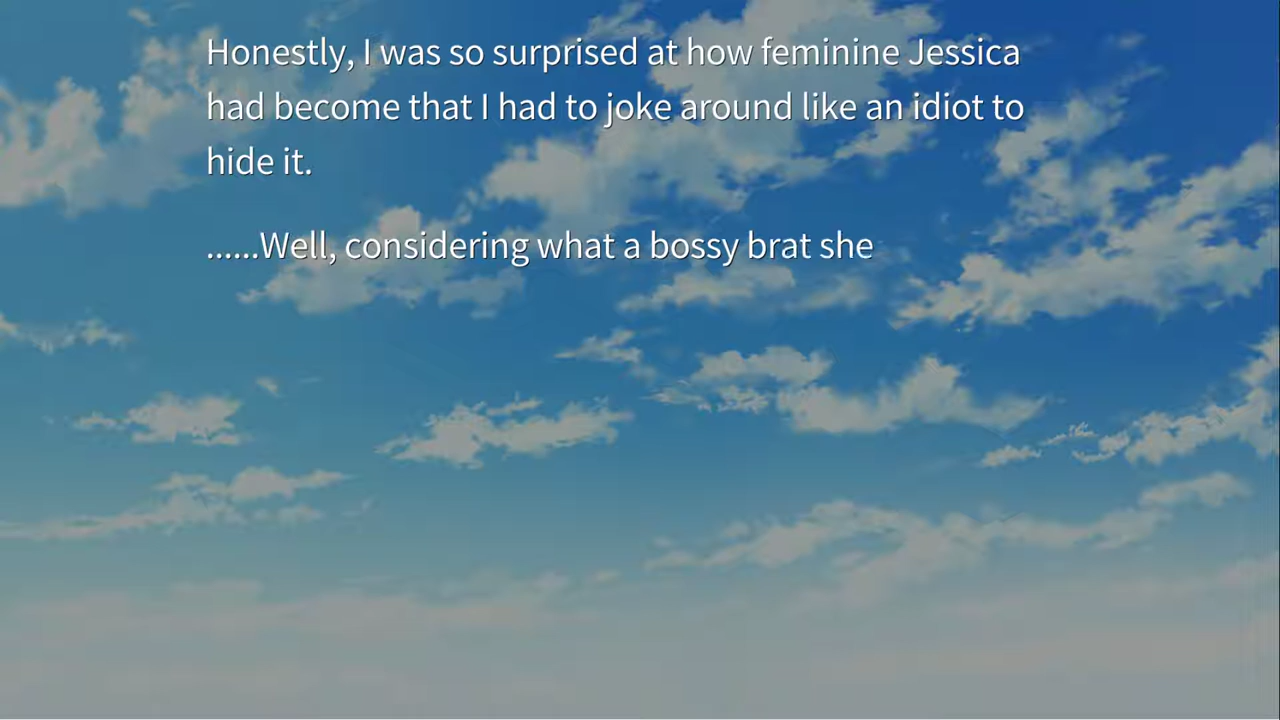 Honestly, I was so surprised at how feminine Jessica
had become that I had to joke around like an idiot to
hide it.
......Well, considering what a bossy brat she